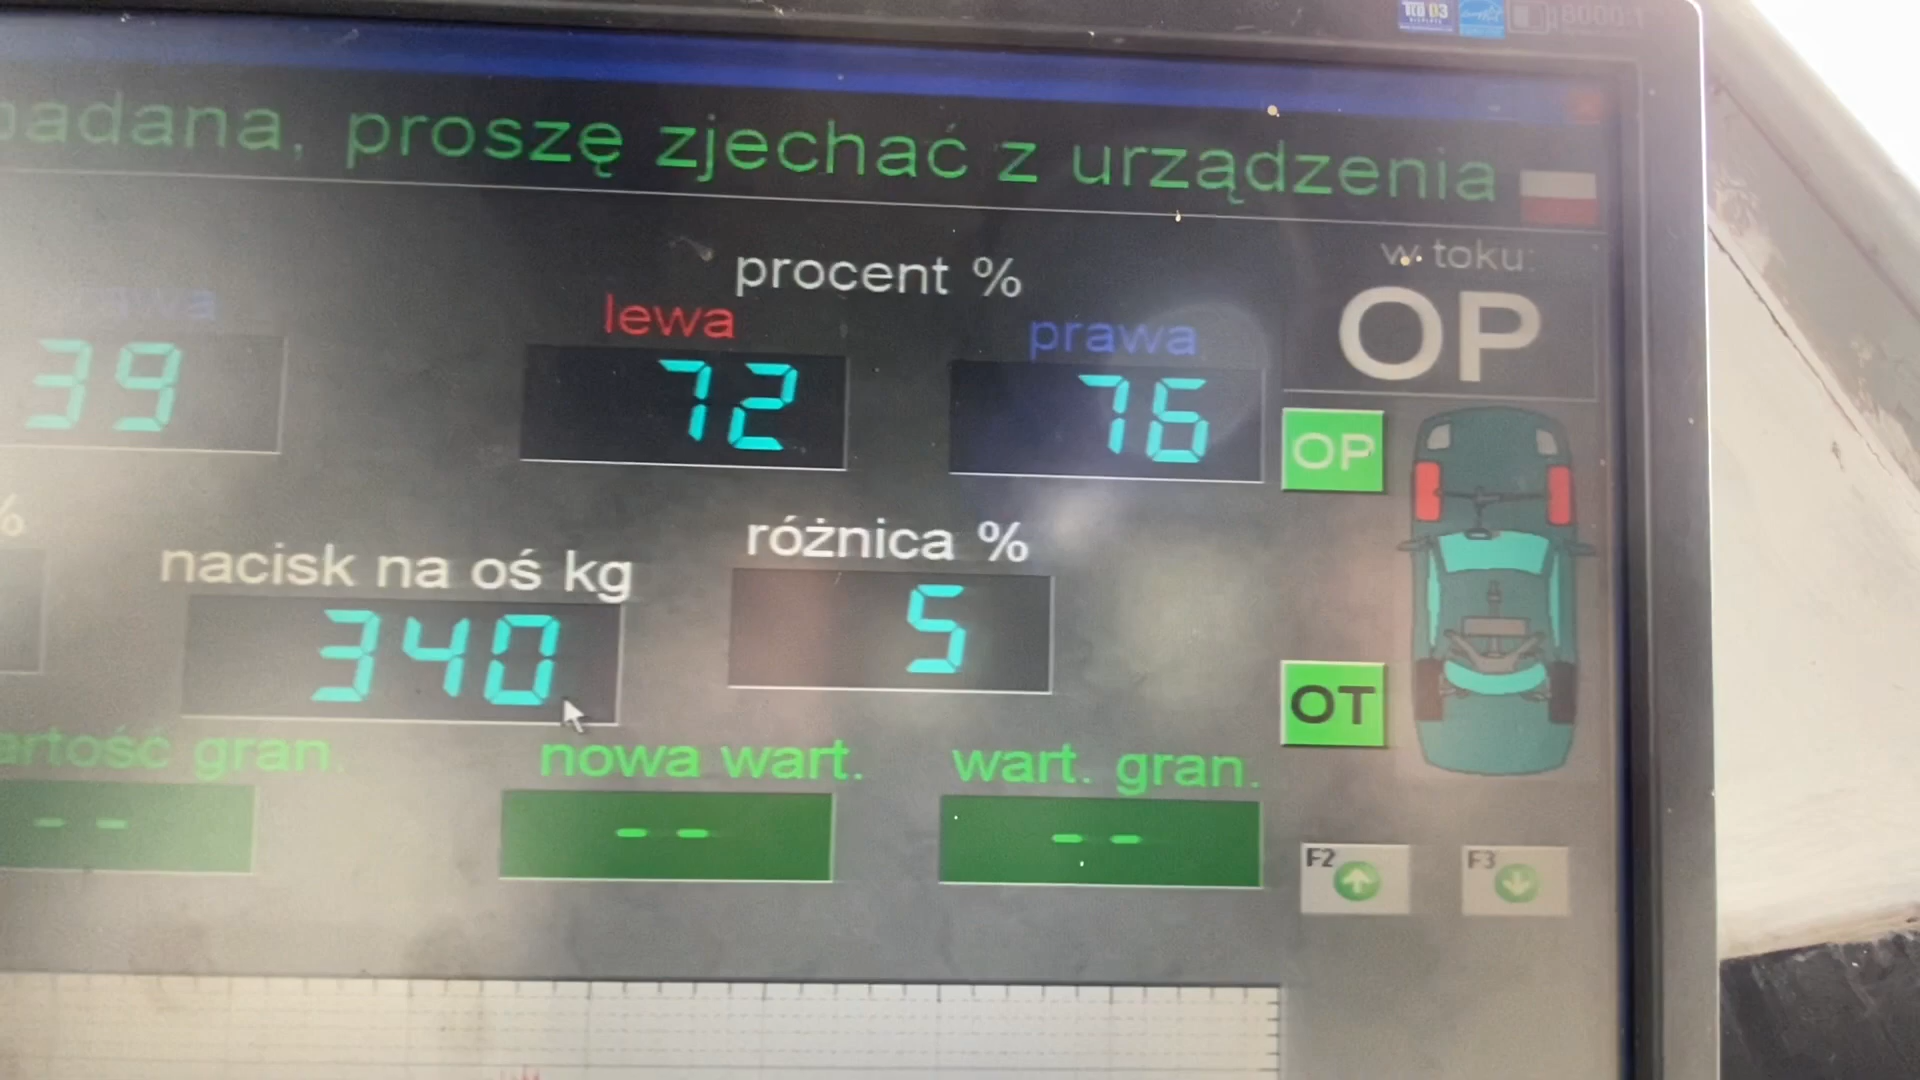 badana, proszę zjechać z urządzenia
w toku:
OP
procent %
lewa
prawa
39
72
76
OP
%
nacisk na oś kg
różnica %
340
5
OT
artość gran.
nowa wart.
wart. gran.
-- 
--
--
F2
F3